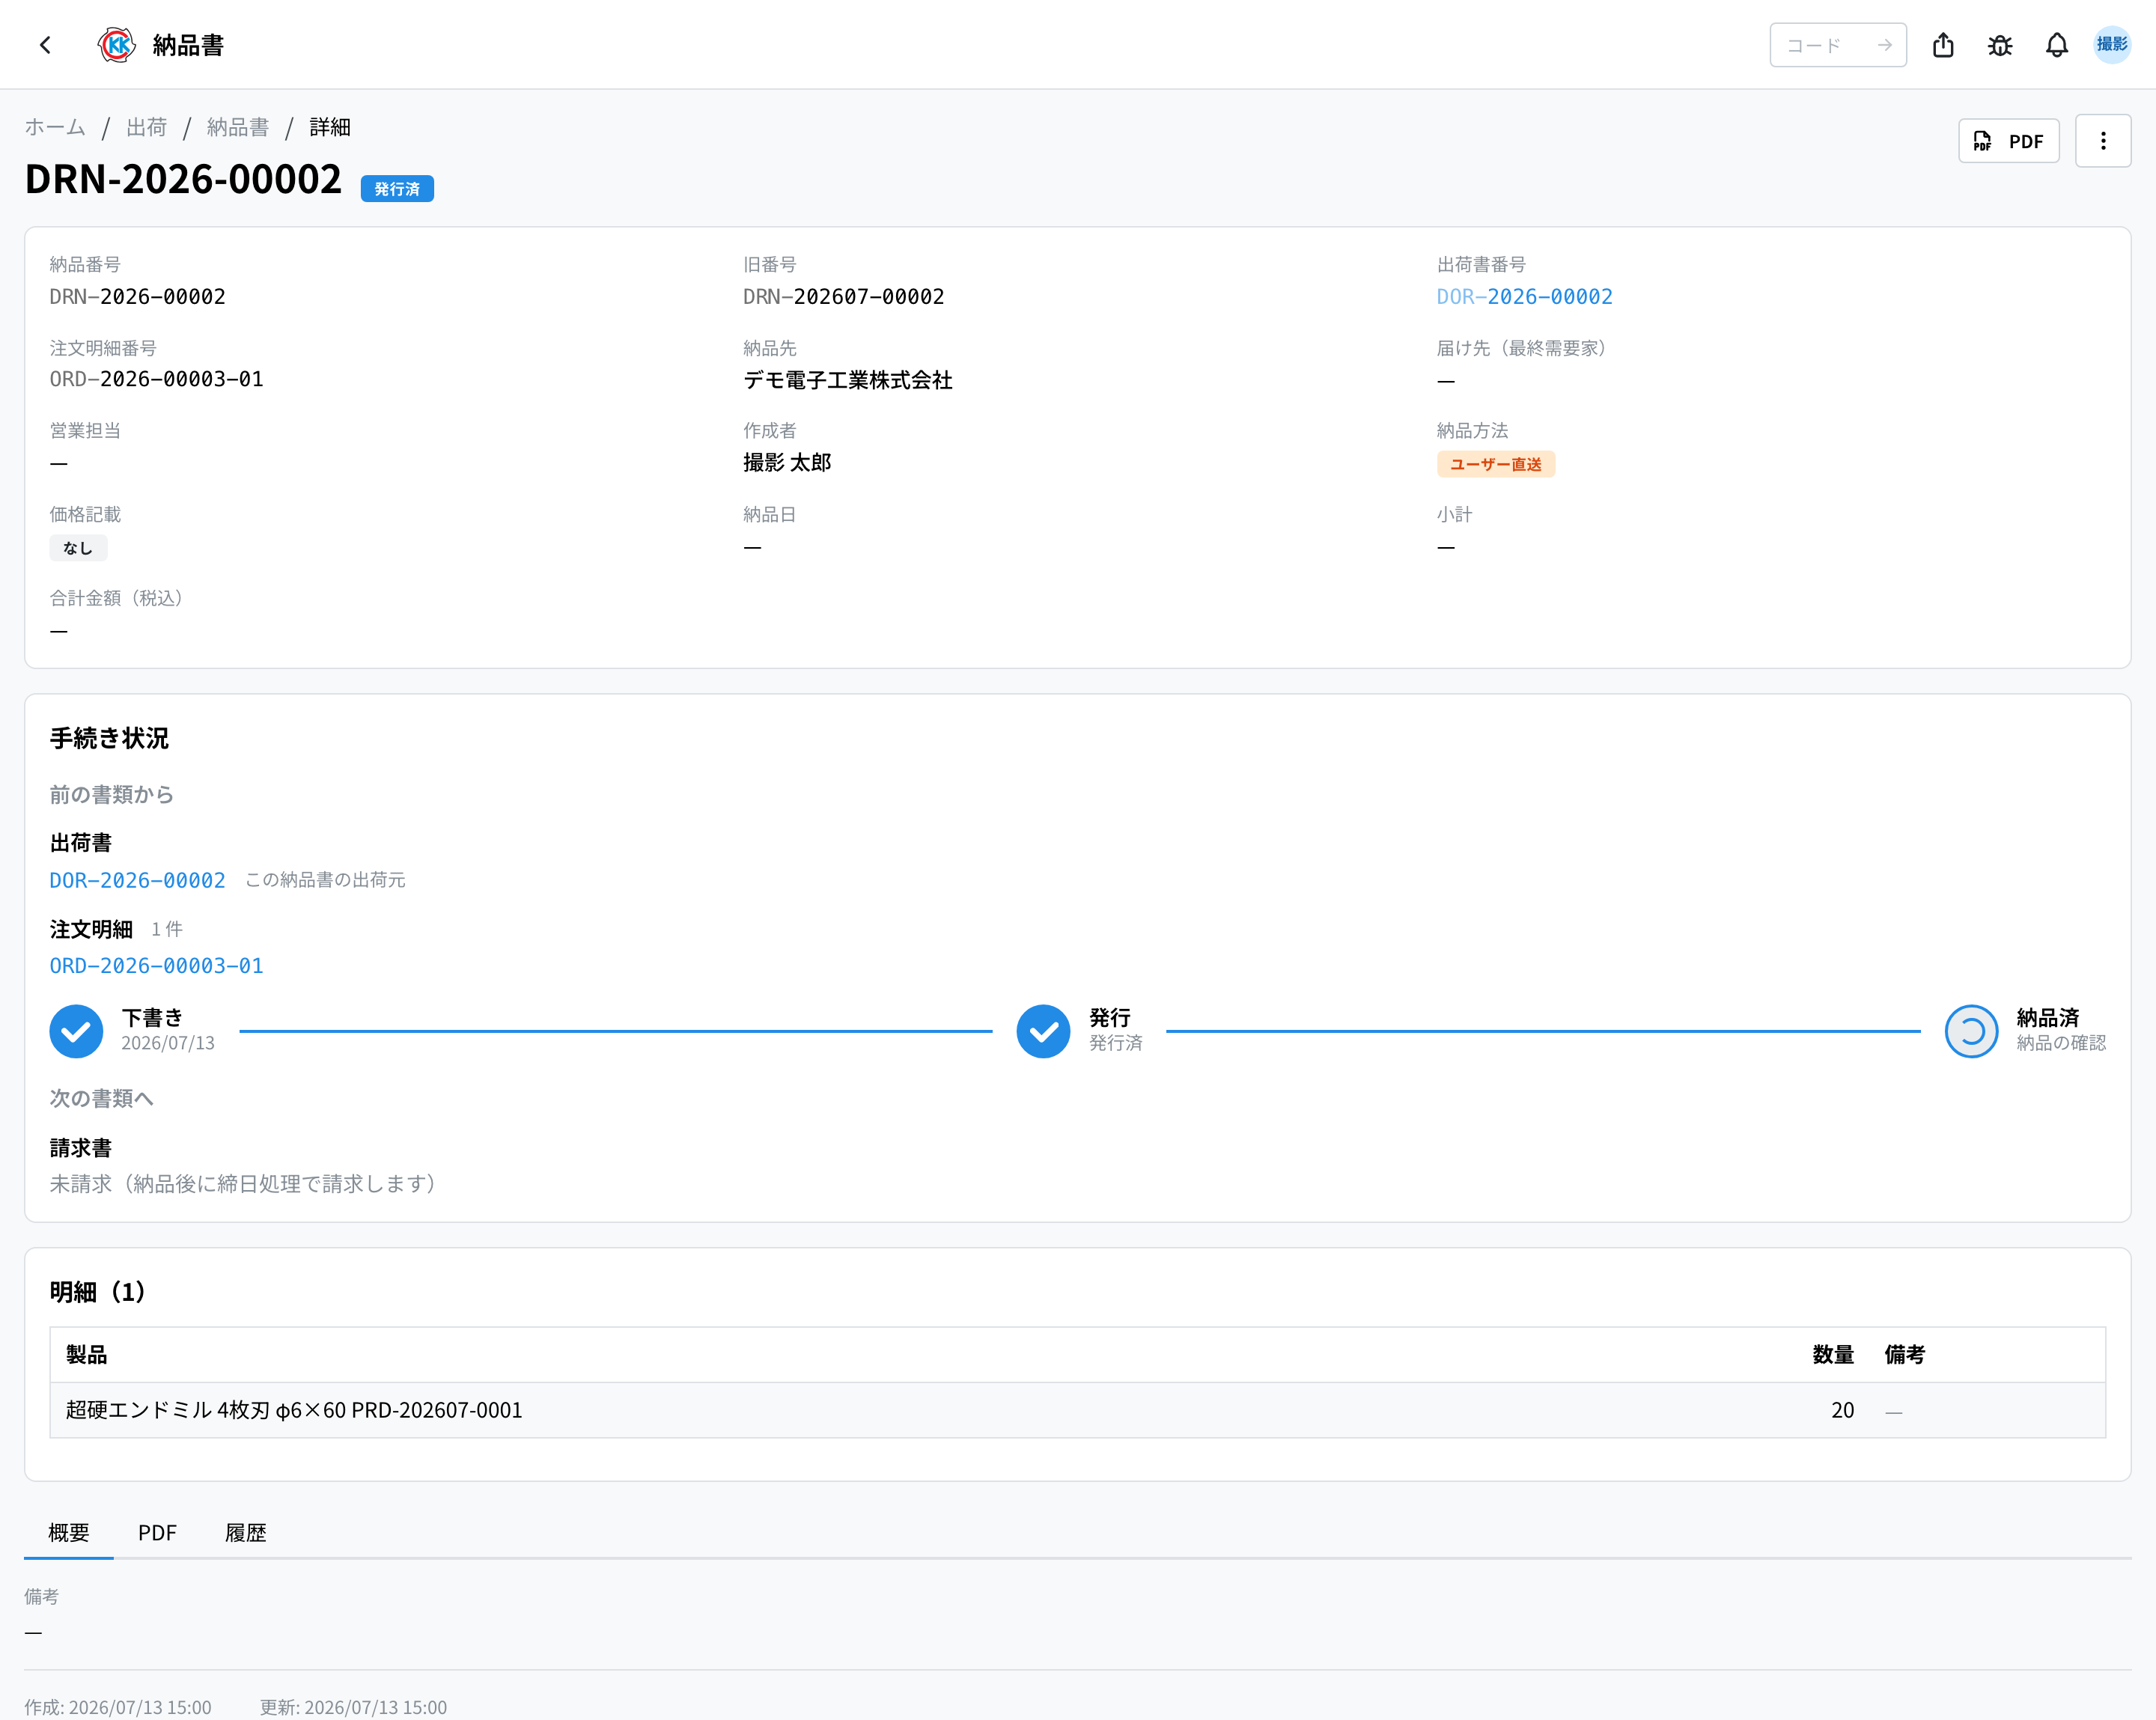 KK 納品書
コード
撮影
ホーム / 出荷 / 納品書 / 詳細
PDF PDF
DRN-2026-00002 発行済
納品番号
DRN-2026-00002
旧番号
DRN-202607-00002
出荷書番号
DOR-2026-00002
注文明細番号
ORD-2026-00003-01
納品先
デモ電子工業株式会社
届け先（最終需要家）
—
営業担当
—
作成者
撮影 太郎
納品方法
ユーザー直送
価格記載
なし
納品日
—
小計
—
合計金額（税込）
—
手続き状況
前の書類から
出荷書
DOR-2026-00002 この納品書の出荷元
注文明細 1 件
ORD-2026-00003-01
下書き
2026/07/13
発行
発行済
納品済
納品の確認
次の書類へ
請求書
未請求（納品後に締日処理で請求します）
明細（1）
製品 数量 備考
超硬エンドミル 4枚刃 φ6×60 PRD-202607-0001 20 —
概要 PDF 履歴
備考
—
作成: 2026/07/13 15:00 更新: 2026/07/13 15:00